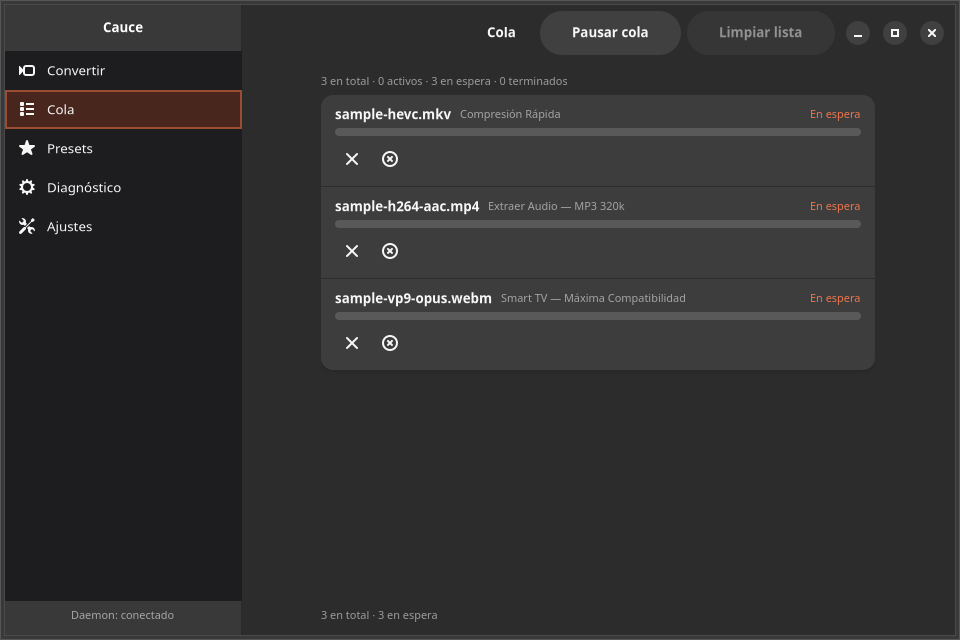 Cauce
Cola
Pausar cola
Limpiar lista
Convertir
Cola
Presets
Diagnóstico
Ajustes
3 en total · 0 activos · 3 en espera · 0 terminados
sample-hevc.mkv Compresión Rápida En espera
sample-h264-aac.mp4 Extraer Audio — MP3 320k En espera
sample-vp9-opus.webm Smart TV — Máxima Compatibilidad En espera
Daemon: conectado
3 en total · 3 en espera